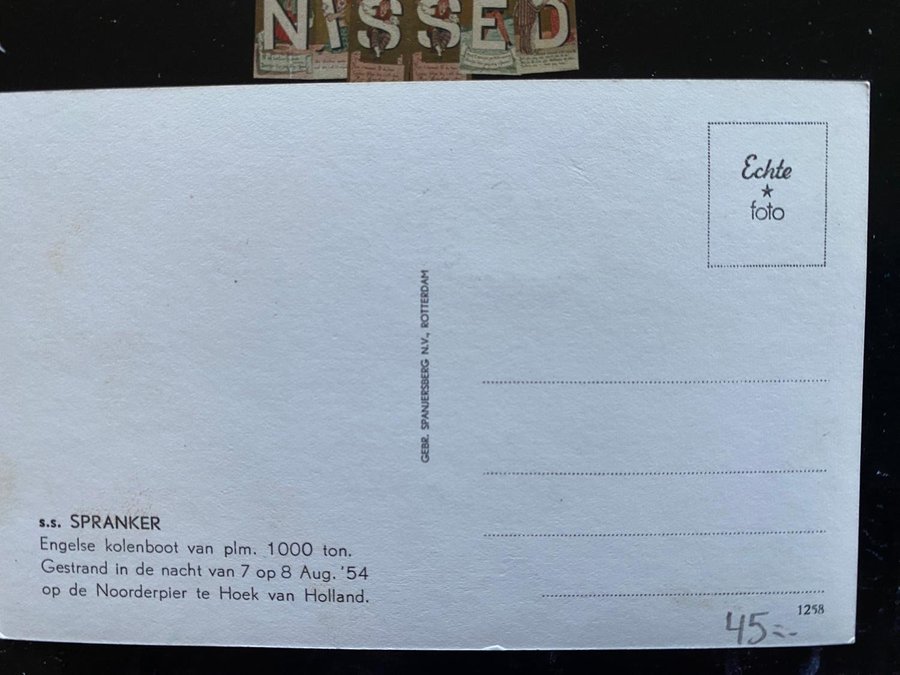 NISSED
Echte
foto
GEBR. SPANJERSBERG N.V., ROTTERDAM
s.s. SPRANKER
Engelse kolenboot van plm. 1000 ton.
Gestrand in de nacht van 7 op 8 Aug. '54
op de Noorderpier te Hoek van Holland.
1258
45=-